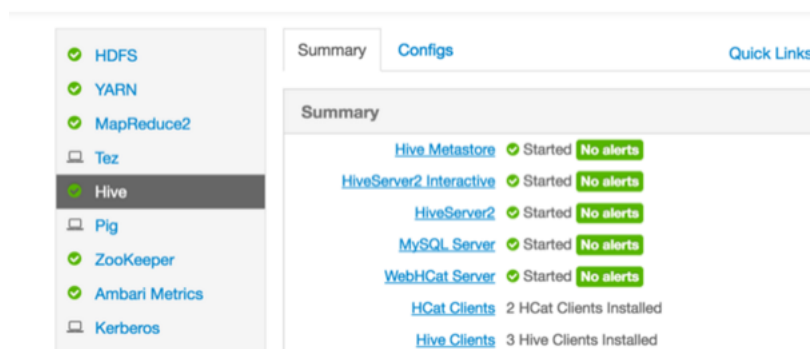 HDFS
YARN
MapReduce2
Tez
Hive
Pig
ZooKeeper
Ambari Metrics
Kerberos
Summary Configs Quick Links
Summary
Hive Metastore Started No alerts
HiveServer2 Interactive Started No alerts
HiveServer2 Started No alerts
MySQL Server Started No alerts
WebHCat Server Started No alerts
HCat Clients 2 HCat Clients Installed
Hive Clients 3 Hive Clients Installed